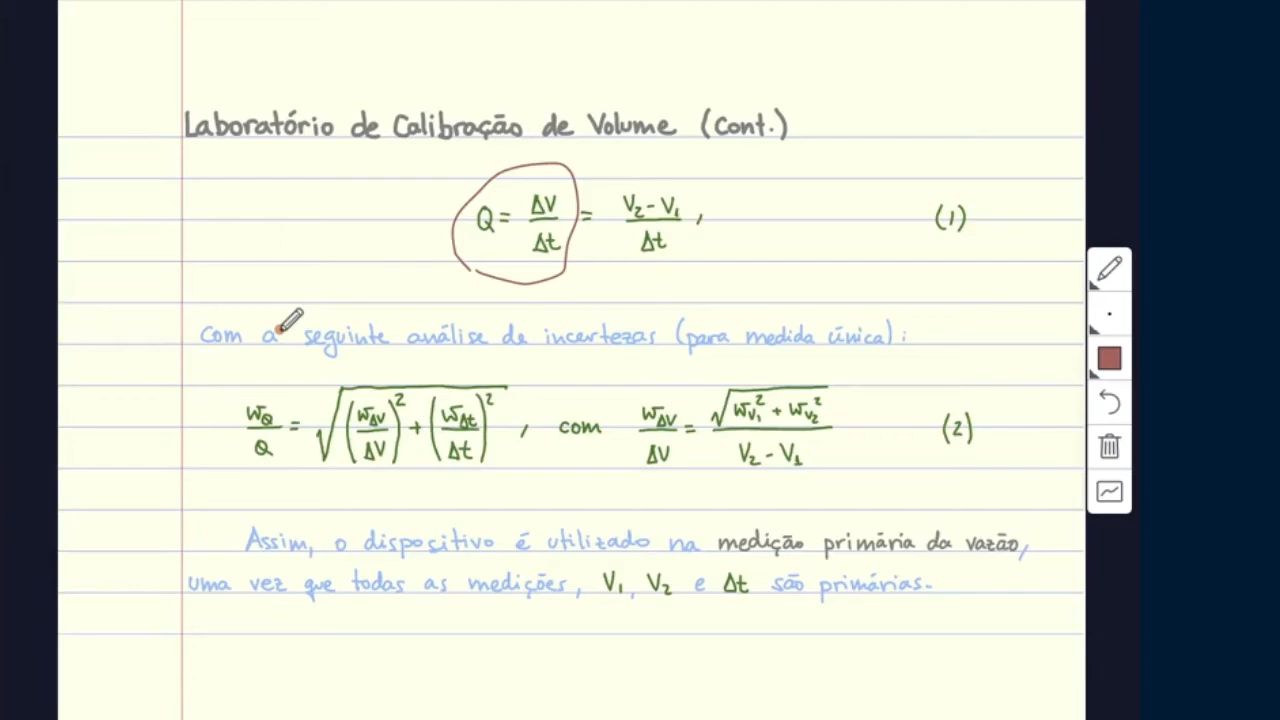 Laboratório de Calibração de Volume (Cont.)
Q = ΔV/Δt = (V₂ - V₁)/Δt , (1)
Com a seguinte análise de incertezas (para medida única):
w_Q/Q = √((w_ΔV/ΔV)² + (w_Δt/Δt)²) , com w_ΔV/ΔV = √(w_V₁² + w_V₂²)/(V₂ - V₁) (2)
Assim, o dispositivo é utilizado na medição primária da vazão,
uma vez que todas as medições, V₁, V₂ e Δt são primárias.